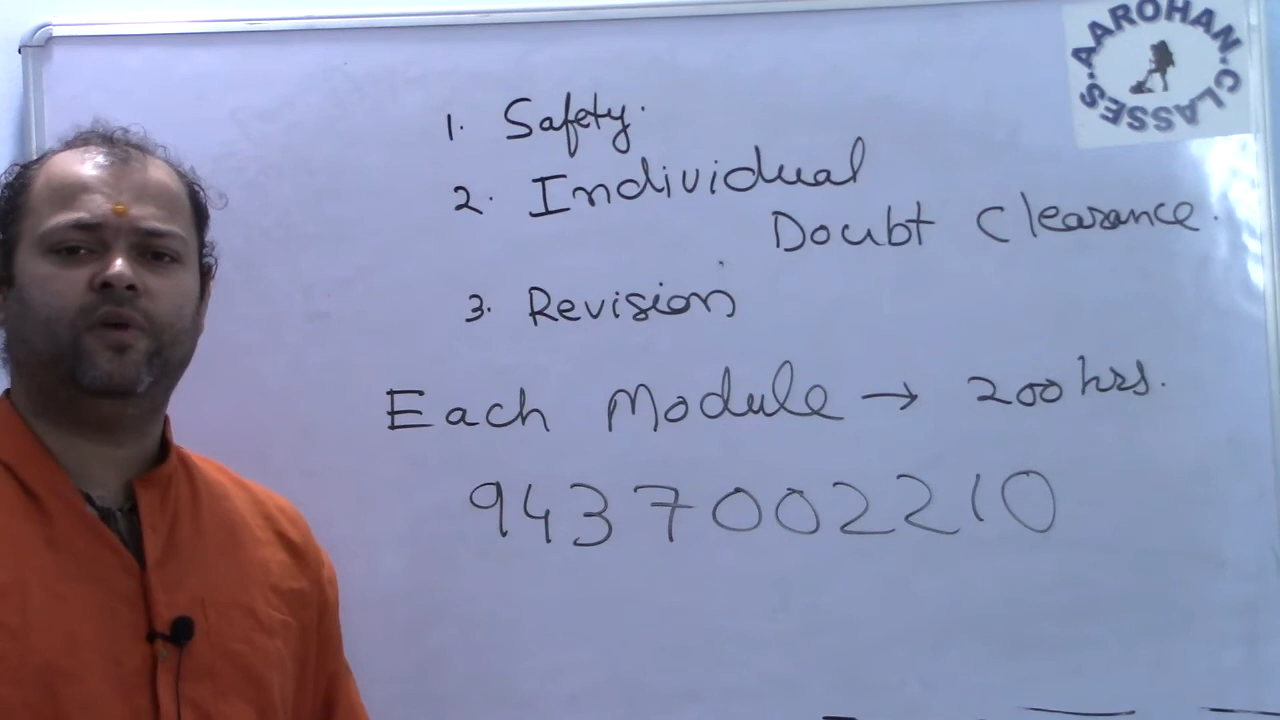 AAROHAN.CLASSES.
1. Safety.
2. Individual
Doubt Clearance.
3. Revision
Each Module → 200 hrs.
9437002210